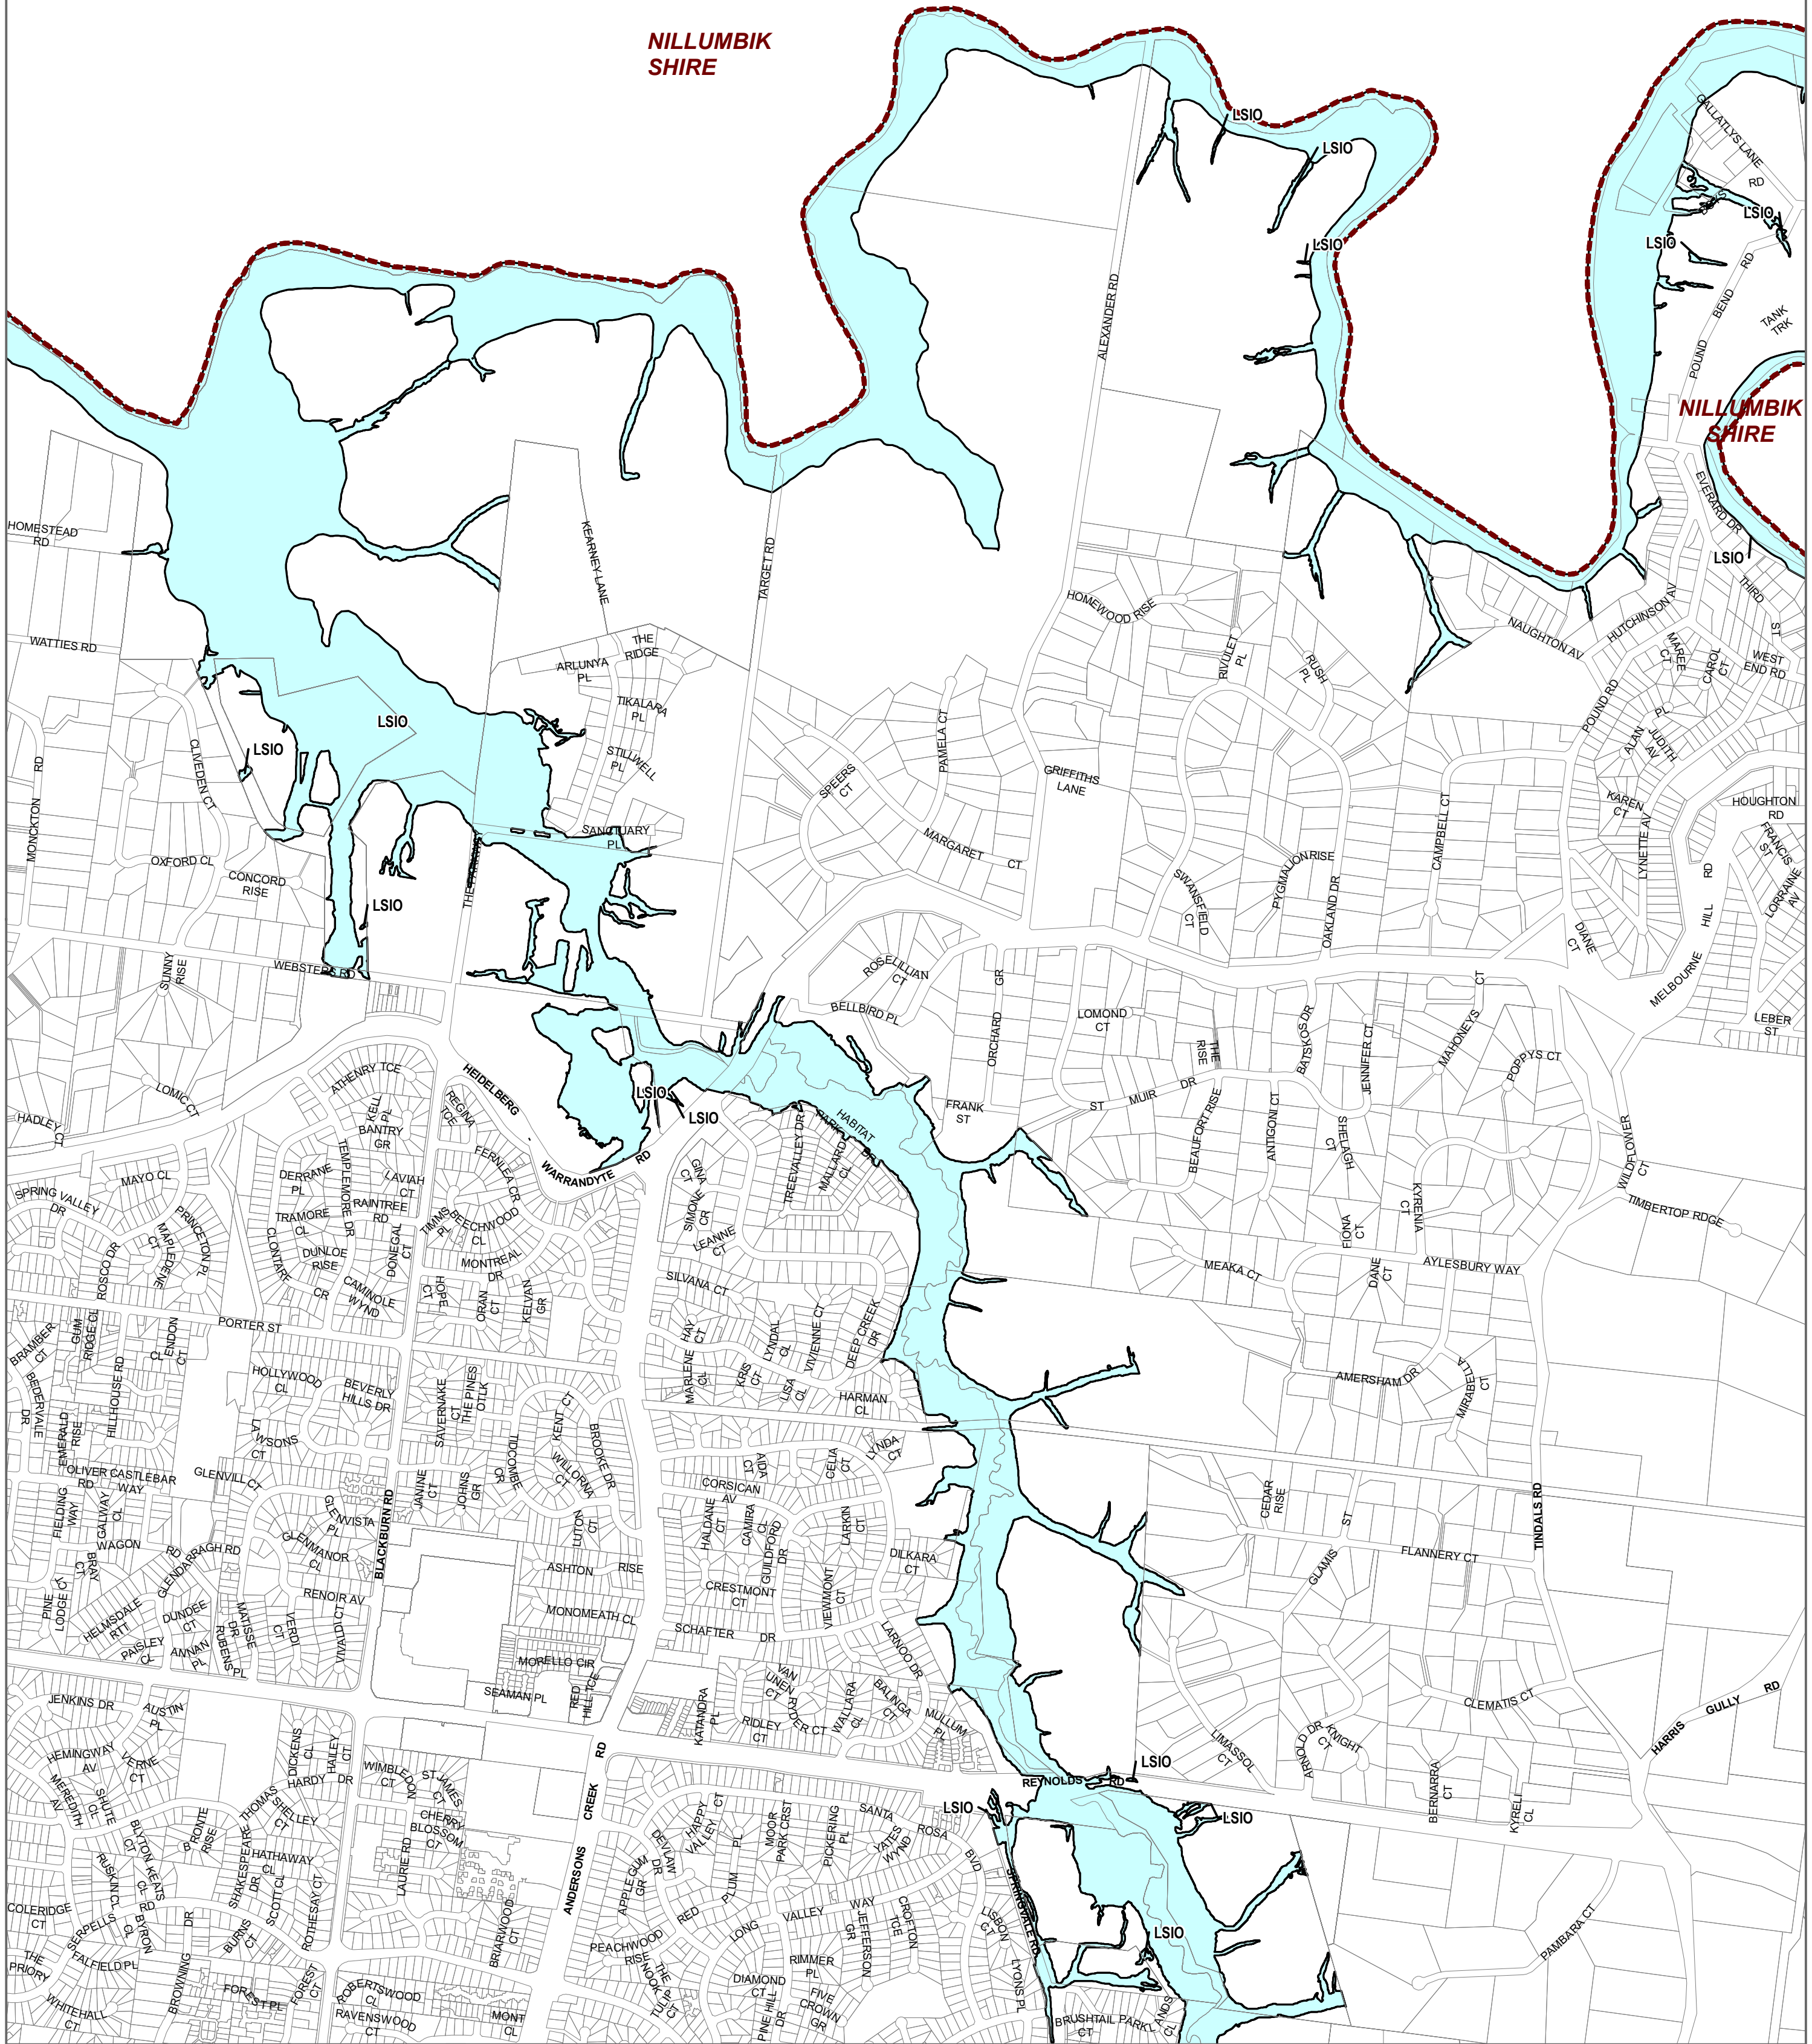 NILLUMBIK
SHIRE
LSIO
LSIO
LSIO
GALLATLYS LANE
RD
LSIO
LSIO
ALEXANDER RD
POUND
BEND
RD
TANK
TRK
NILLUMBIK
SHIRE
EVERARD DR
LSIO
THIRD
ST
HOMESTEAD
RD
KEARNEY LANE
TARGET RD
WATTIES RD
THE
RIDGE
ARLUNYA
PL
TIKALARA
PL
STILLWELL
PL
SANCTUARY
PL
HOMEWOOD RISE
RIVULET
PL
RUSH
PL
NAUGHTON AV
HUTCHINSON AV
MAREE
CT
CAROL
CT
WEST
END RD
POUND RD
ALAN
PL
JUDITH
AV
KAREN
CT
LYNETTE AV
HOUGHTON
RD
FRANCIS
ST
LORRAINE
AV
MELBOURNE
HILL
RD
LEBER
ST
DIANE
CT
LSIO
LSIO
LSIO
CLIVEDEN CT
MONCKTON
RD
OXFORD CL
CONCORD
RISE
SUNNY
RISE
WEBSTERS RD
SPEERS
CT
PAMELA CT
MARGARET
CT
GRIFFITHS
LANE
SWANSFIELD
CT
PYGMALION RISE
OAKLAND DR
CAMPBELL CT
ROSELILLIAN
CT
BELLBIRD PL
ORCHARD
GR
LOMOND
CT
THE
RISE
BATSKOS DR
JENNIFER CT
MAHONEYS
CT
POPPYS CT
WILDFLOWER
CT
TIMBERTOP RDGE
FRANK
ST
ST
MUIR
DR
BEAUFORT RISE
ANTIGONI CT
SHELAGH
CT
KYRENIA
CT
FIONA
CT
DANE
CT
MEAKA CT
AYLESBURY WAY
AMERSHAM DR
MIRABELLA
CT
HADLEY
CT
LOMIC CT
ATHENRY TCE
KELL
PL
BANTRY
GR
REGINA
TCE
HEIDELBERG
WARRANDYTE
RD
LSIO
LSIO
HABITAT
PARK
DR
TREEVALLEY DR
MALLARD
CL
GINA
CT
SIMONE
CR
LEANNE
CT
SILVANA CT
FERNLEA CR
BEECHWOOD
CL
TIMMS
PL
MONTREAL
DR
DERRANE
PL
TEMPLEMORE DR
LAVIAH
CT
RAINTREE
RD
TRAMORE
CL
DUNLOE
RISE
CLONTARF
CR
CAMINOLE
WYND
DONEGAL
CT
HOPE
CT
ORAN
CT
KELVAN
GR
MAYO CL
SPRING VALLEY
DR
PRINCETON PL
MAPLEDENE
CT
ROSCO DR
PORTER ST
BRAMBER
CT
GUM
RIDGE CL
ENDON
CT
CL
HILLHOUSE RD
BEDERVALE
DR
EMERALD
RISE
HOLLYWOOD
CL
BEVERLY
HILLS DR
LAWSONS
CT
GLENVILL CT
OLIVER
RD
CASTLEBAR
WAY
SAVERNAKE
CT
THE PINES
OTLK
KENT CT
WILLORNA
CT
BROOKE DR
TIDCOMBE
CR
JANINE
CT
JOHNS
GR
LUTON
CT
BLACKBURN RD
MARLENE
CL
HAY
CT
KRIS
CT
LYNDAL
CL
LISA
CL
VIVIENNE CT
DEEP CREEK
DR
HARMAN
CL
LYNDA
CT
AIDA
CT
CELIA
CT
CORSICAN
AV
HALDANE
CT
CAMIRA
CL
GUILDFORD
DR
LARKIN
CT
DILKARA
CT
CRESTMONT
CT
VIEWMONT
CT
SCHAFTER
DR
LARNOO DR
FIELDING
WAY
GALWAY
CL
WAGON
RD
BRAY
CT
PINE
LODGE CT
HELMSDALE
RTT
GLENDARRAGH RD
GLENVISTA
PL
GLENMANOR
CL
RENOIR AV
DUNDEE
CT
PAISLEY
CL
ANNAN
PL
MATISSE
DR
RUBENS
PL
VERDI
CT
VIVALDI CT
ASHTON
RISE
MONOMEATH CL
MORELLO CIR
SEAMAN PL
RED
HILL TCE
KATANDRA
PL
VAN
UNEN
CT
RIDLEY
CT
RYDER CT
WALLARA
CL
BALINGA
CT
MULLUM
PL
CEDAR
RISE
ST
GLAMIS
FLANNERY CT
TINDALS RD
CLEMATIS CT
HARRIS
GULLY
RD
LIMASSOL
CT
ARNOLD DR
KNIGHT
CT
BERNARRA
CT
KYRELI
CL
PAMBARA CT
JENKINS DR
AUSTIN
PL
HEMINGWAY
AV
VERNE
CT
MEREDITH
AV
SHUTE
CL
BLYTON
CT
BRONTE
RISE
KEATS
CL
RUSKIN CL
DICKENS
CL
HAILEY
CT
HARDY
DR
THOMAS
SHELLEY
CT
SHAKESPEARE
DR
HATHAWAY
CL
SCOTT CL
BURNS
CT
ROTHESAY CT
COLERIDGE
CT
SERPELLS
RD
BYRON
CL
THE
PRIORY
FALFIELD PL
WHITEHALL
CT
BROWNING
DR
FOREST PL
FOREST
CT
WIMBLEDON
CT
ST JAMES
CT
CHERRY
BLOSSOM
CT
LAURIE RD
BRIARWOOD
CT
ROBERTSWOOD
CL
RAVENSWOOD
CT
MONT
CL
ANDERSONS
CREEK
RD
REYNOLDS
RD
LSIO
LSIO
LSIO
LSIO
HAPPY
VALLEY
CT
DEVLAW
DR
APPLE GUM
GR
PLUM
PL
RED
MOOR
PARK CRST
PICKERING
PL
SANTA
ROSA
BVD
YATES
WYND
LONG
VALLEY
WAY
CROFTON
TCE
JEFFERSON
GR
LISBON
CT
SPRINGVALE RD
LYONS PL
PEACHWOOD
RISE
THE
NOOK
TULIP
CT
DIAMOND
CT
PINE HILL
DR
RIMMER
PL
FIVE
CROWN
GR
BRUSHTAIL
CT
PARKLANDS
CL